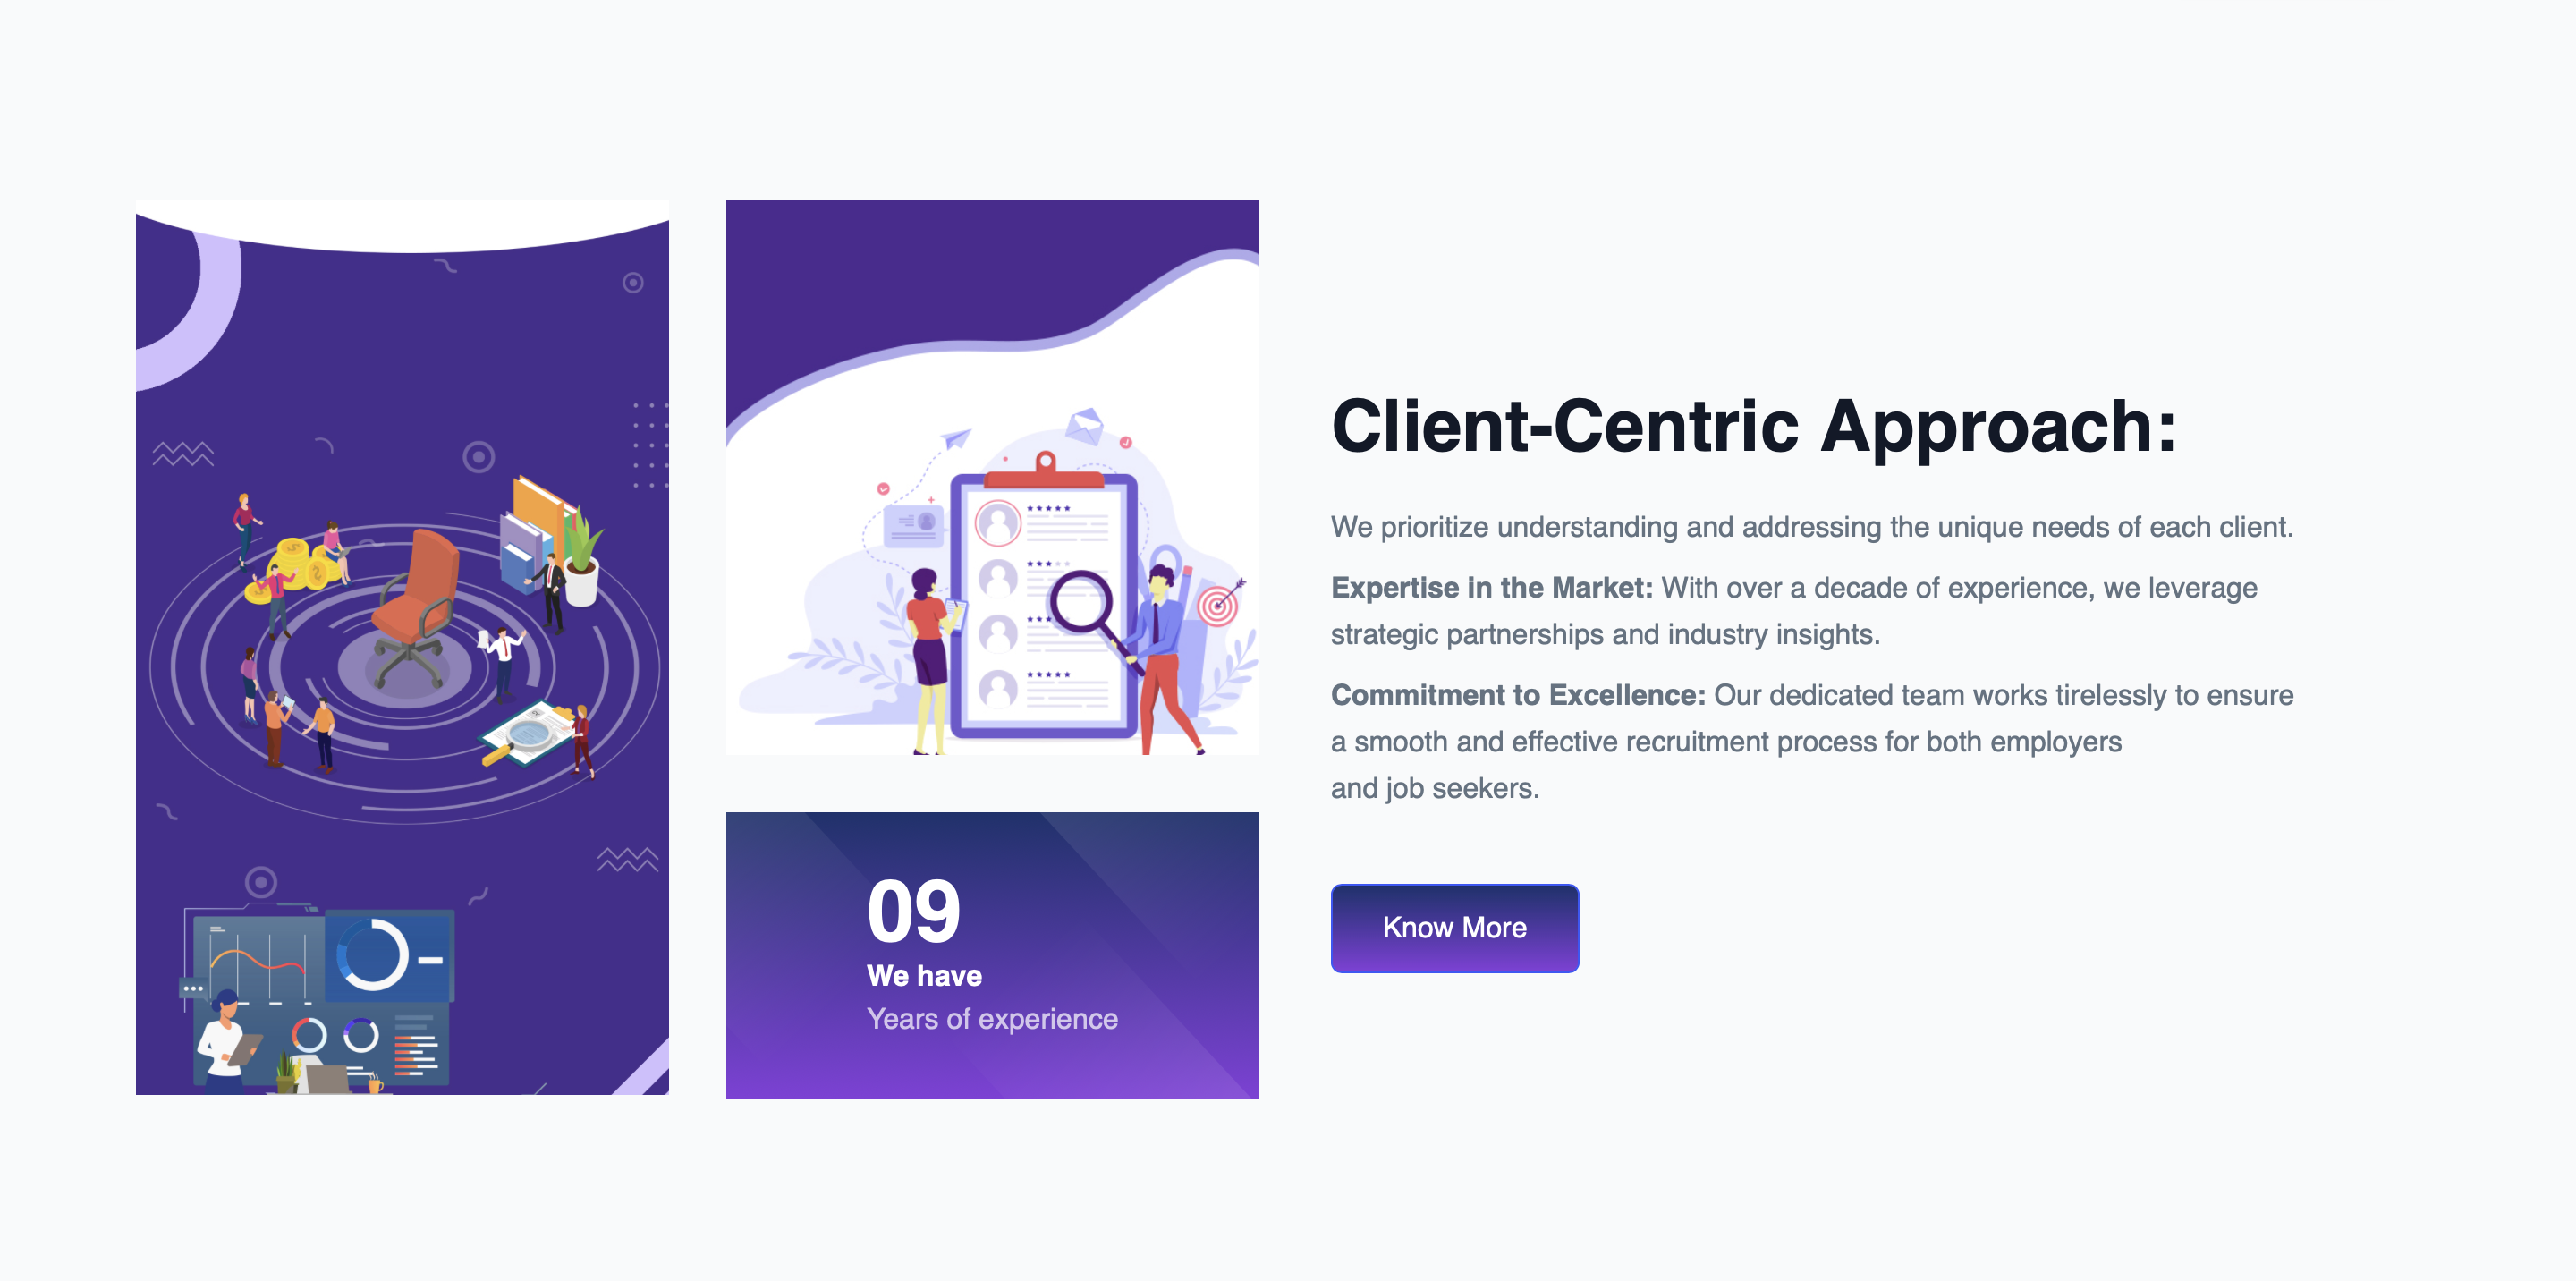 Client-Centric Approach:
We prioritize understanding and addressing the unique needs of each client.
Expertise in the Market: With over a decade of experience, we leverage
strategic partnerships and industry insights.
Commitment to Excellence: Our dedicated team works tirelessly to ensure
a smooth and effective recruitment process for both employers
and job seekers.
Know More
09
We have
Years of experience